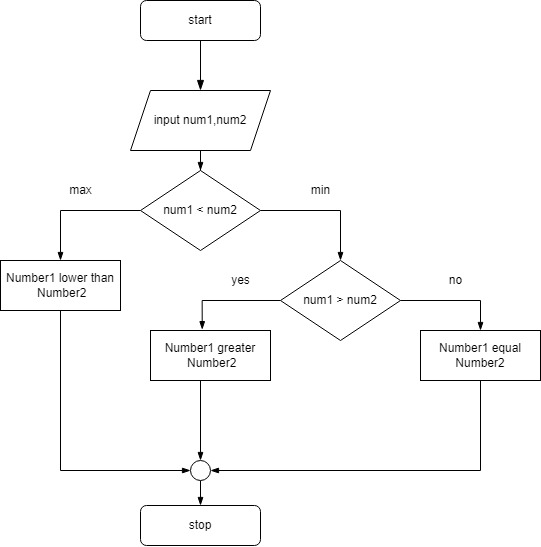 start
input num1,num2
max
min
num1 < num2
Number1 lower than
Number2
yes
no
num1 > num2
Number1 greater
Number2
Number1 equal
Number2
stop